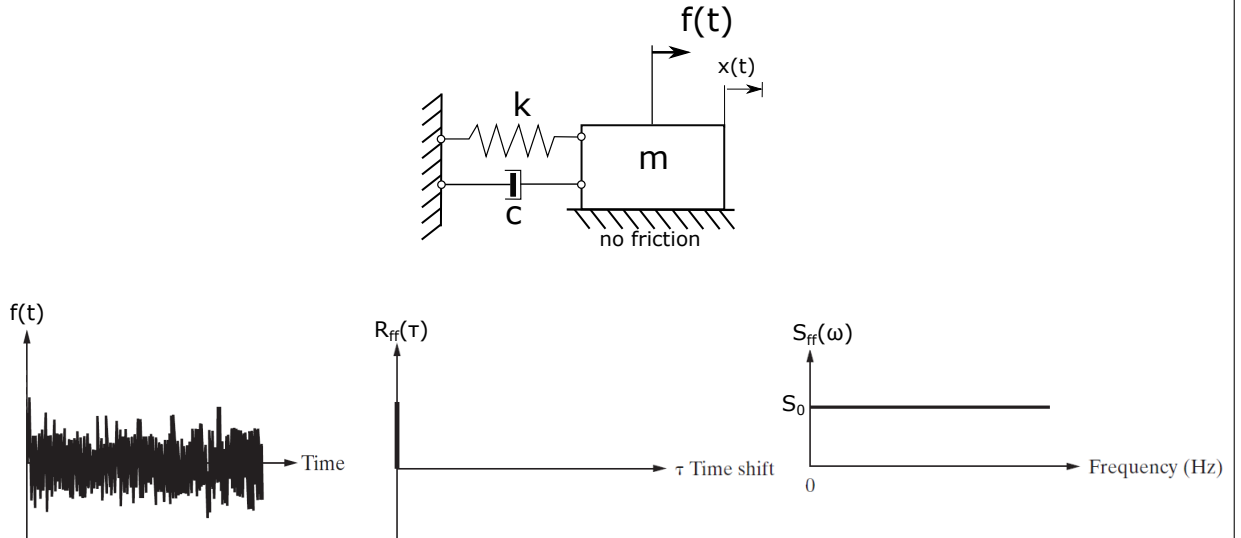 f(t)
x(t)
k
m
c
no friction
f(t)
Time
R_ff(τ)
τ Time shift
S_ff(ω)
S_0
0
Frequency (Hz)